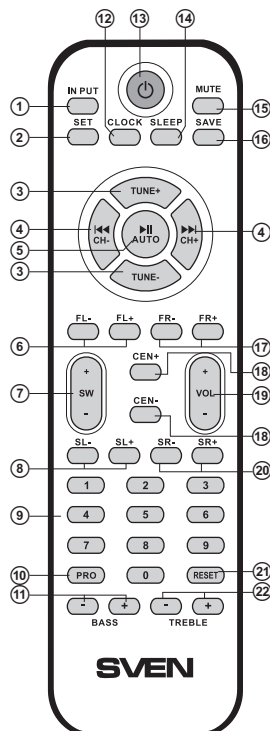 12 13 14
IN PUT MUTE
1 15
SET CLOCK SLEEP SAVE
2 16
3 TUNE+
4 CH- AUTO CH+ 4
5
3 TUNE-
FL- FL+ FR- FR+
6 17
CEN+
18
7 + SW - + VOL - 19
CEN-
18
SL- SL+ SR- SR+
8 20
1 2 3
9 4 5 6
7 8 9
10 PRO 0 RESET 21
11 - + - + 22
BASS TREBLE
SVEN